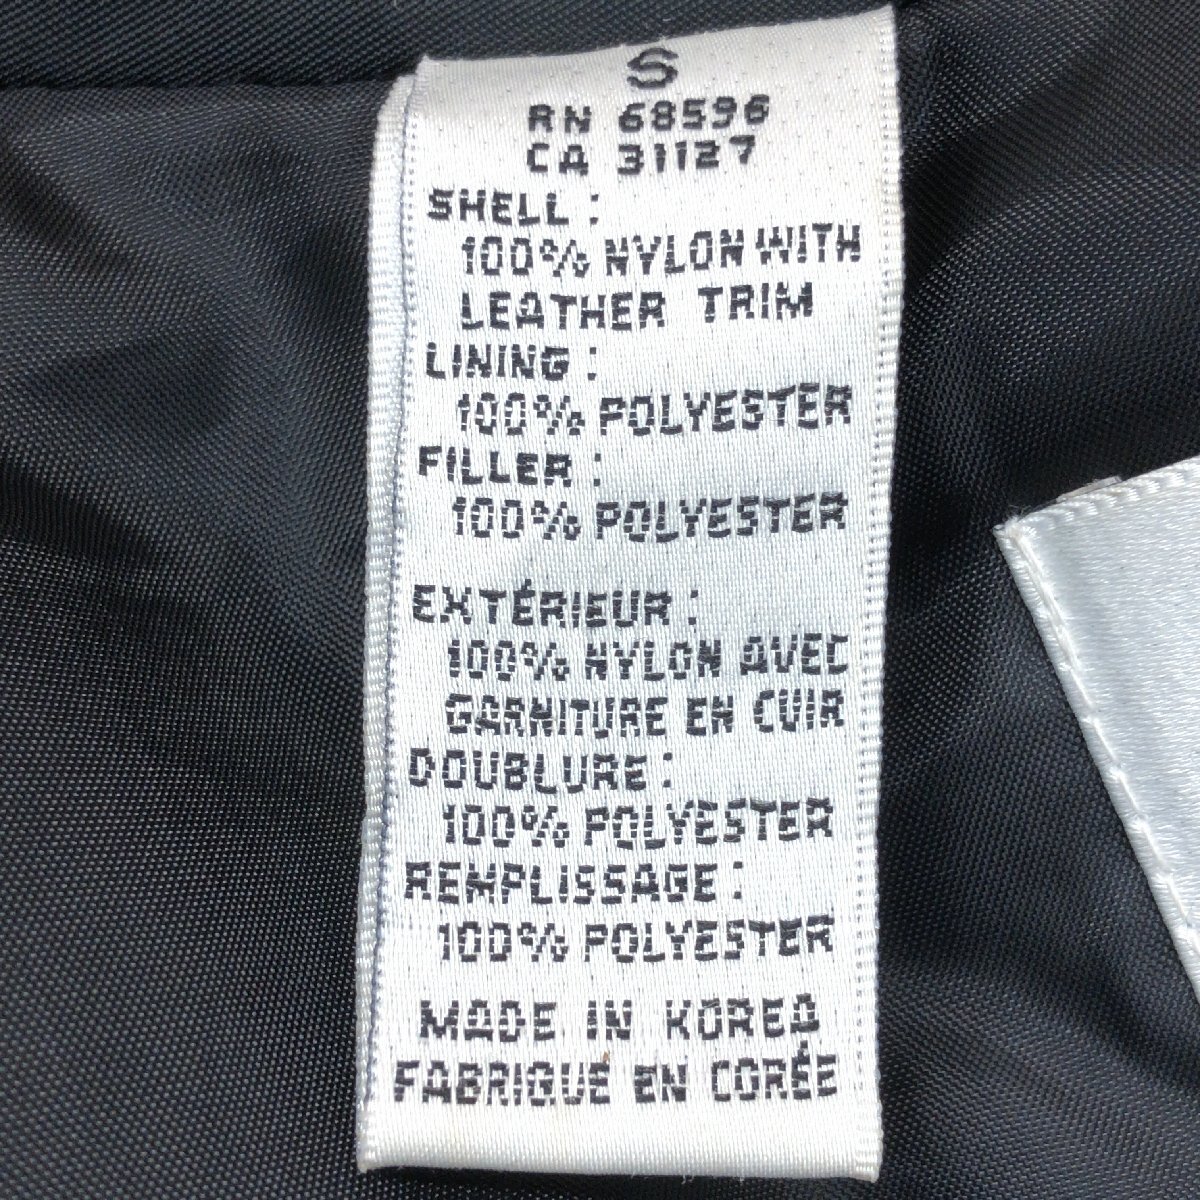 S
RN 68596
CA 31127
SHELL :
100% NYLON WITH
LEATHER TRIM
LINING :
100% POLYESTER
FILLER :
100% POLYESTER
EXTÉRIEUR :
100% NYLON AVEC
GARNITURE EN CUIR
DOUBLURE :
100% POLYESTER
REMPLISSAGE :
100% POLYESTER
MADE IN KOREA
FABRIQUÉ EN CORÉE